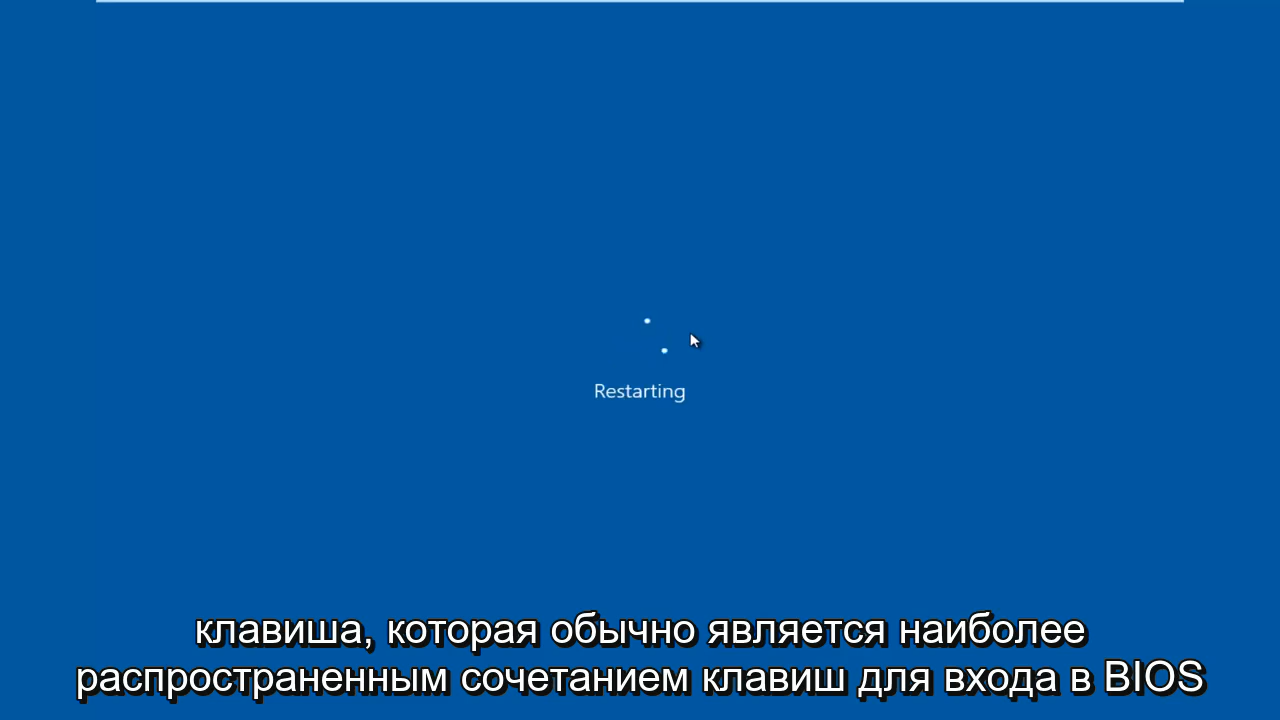 Restarting
клавиша, которая обычно является наиболее
распространенным сочетанием клавиш для входа в BIOS